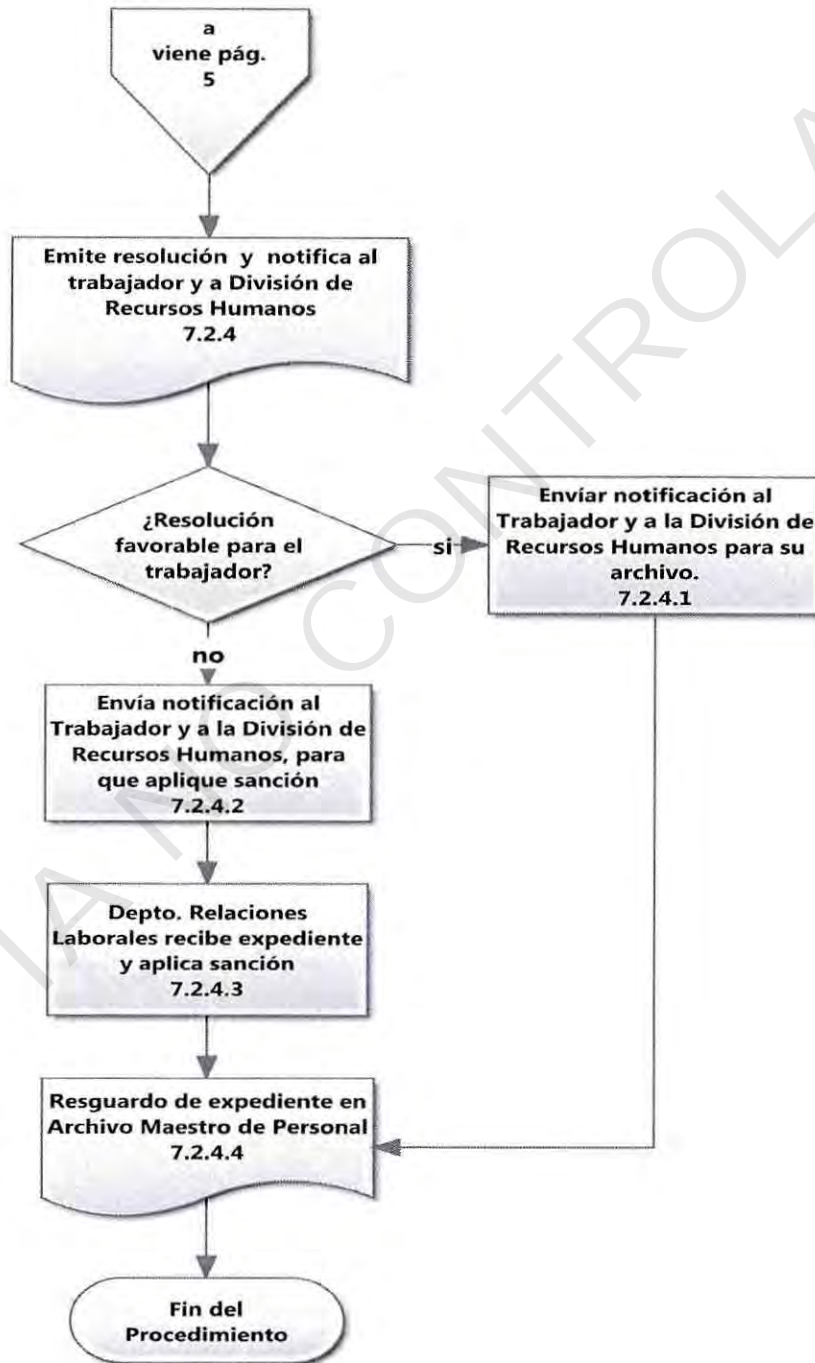 a
viene pág.
5
Emite resolución y notifica al
trabajador y a División de
Recursos Humanos
7.2.4
¿Resolución
favorable para el
trabajador?
si
Envíar notificación al
Trabajador y a la División de
Recursos Humanos para su
archivo.
7.2.4.1
no
Envía notificación al
Trabajador y a la División de
Recursos Humanos, para
que aplique sanción
7.2.4.2
Depto. Relaciones
Laborales recibe expediente
y aplica sanción
7.2.4.3
Resguardo de expediente en
Archivo Maestro de Personal
7.2.4.4
Fin del
Procedimiento
IA NO CONTROLA